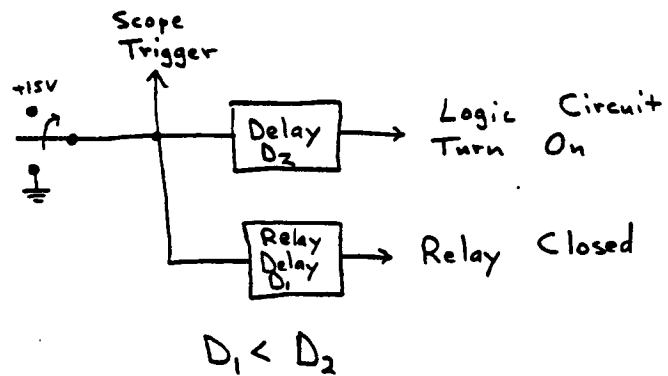 Scope
Trigger
+15V
Delay
D2
Logic Circuit
Turn On
Relay
Delay
D1
Relay Closed
D1 < D2